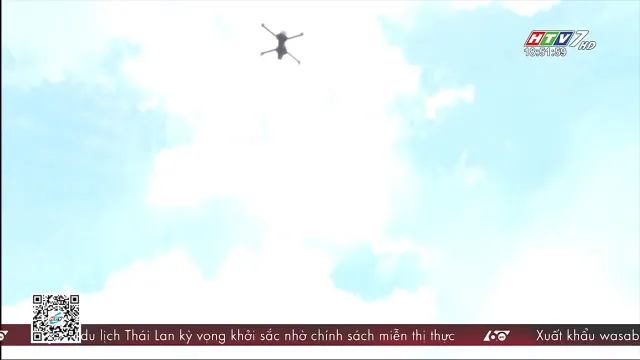 HTV7 HD
18:51:59
du lịch Thái Lan kỳ vọng khởi sắc nhờ chính sách miễn thị thực
60 Xuất khẩu wasab